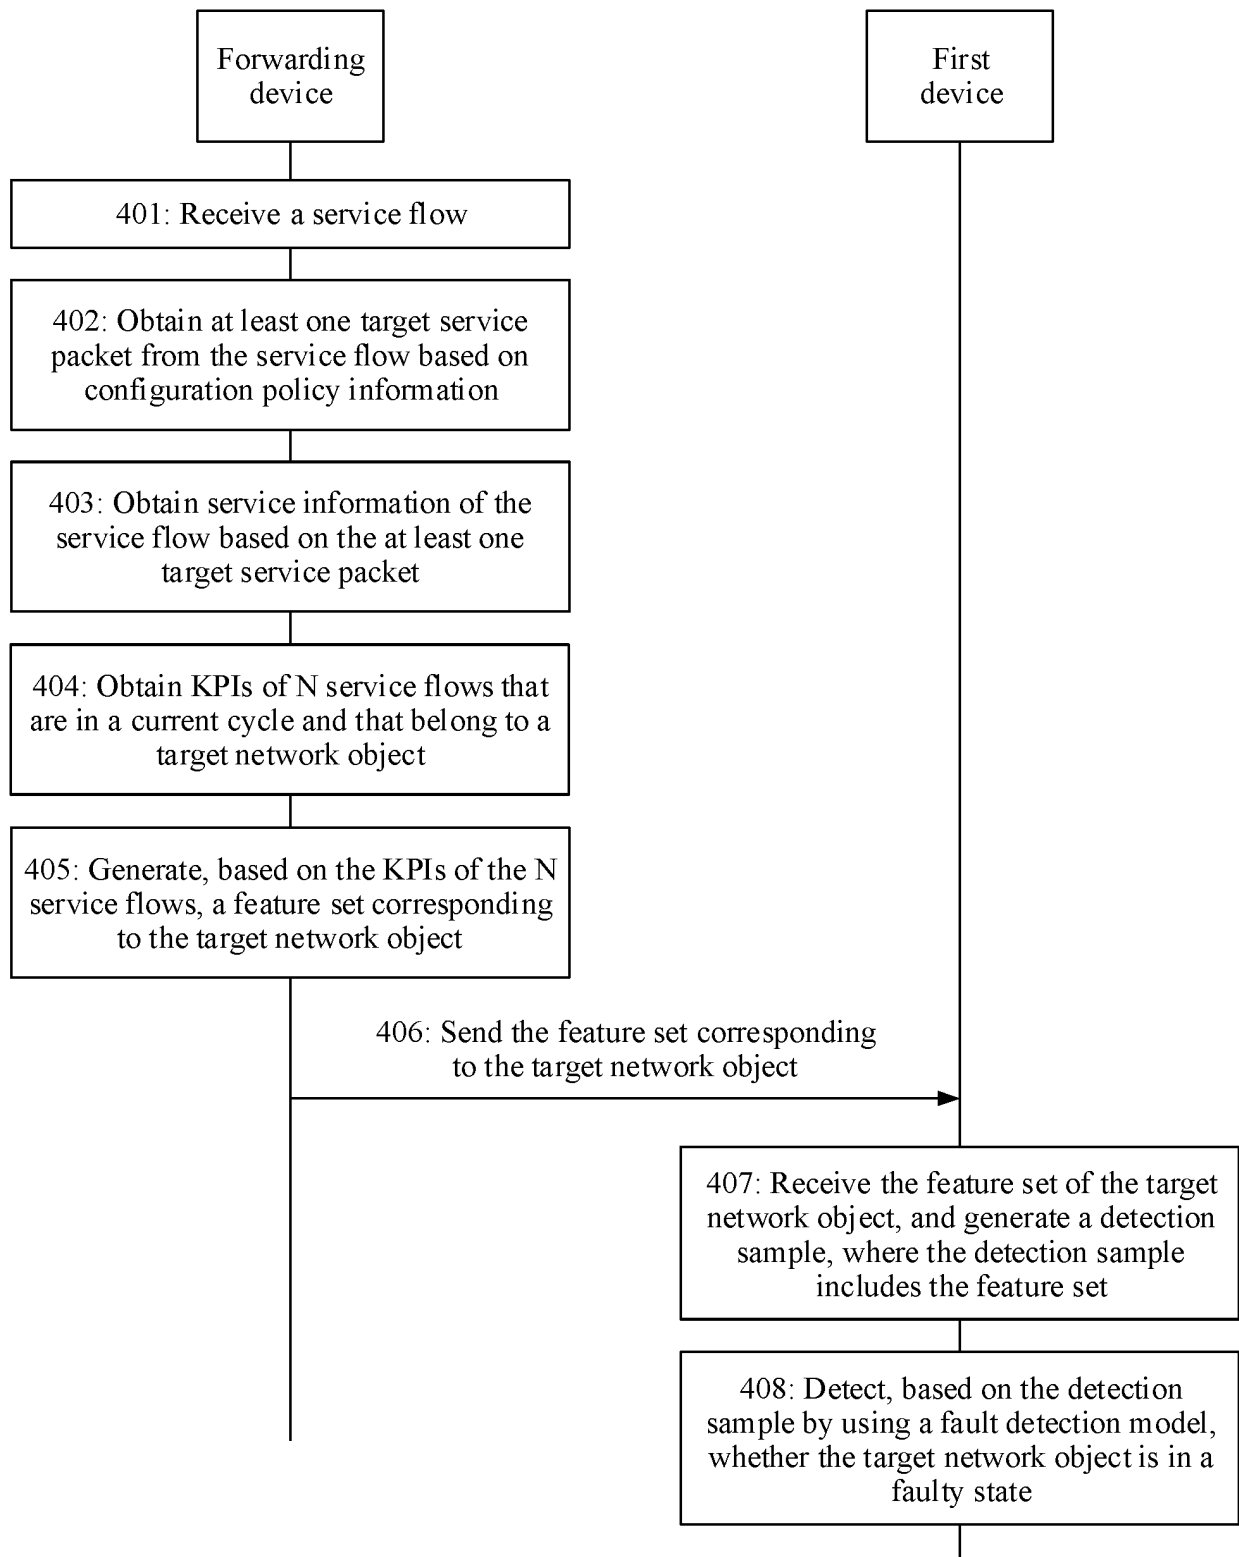 Forwarding
device
First
device
401: Receive a service flow
402: Obtain at least one target service
packet from the service flow based on
configuration policy information
403: Obtain service information of the
service flow based on the at least one
target service packet
404: Obtain KPIs of N service flows that
are in a current cycle and that belong to a
target network object
405: Generate, based on the KPIs of the N
service flows, a feature set corresponding
to the target network object
406: Send the feature set corresponding
to the target network object
407: Receive the feature set of the target
network object, and generate a detection
sample, where the detection sample
includes the feature set
408: Detect, based on the detection
sample by using a fault detection model,
whether the target network object is in a
faulty state